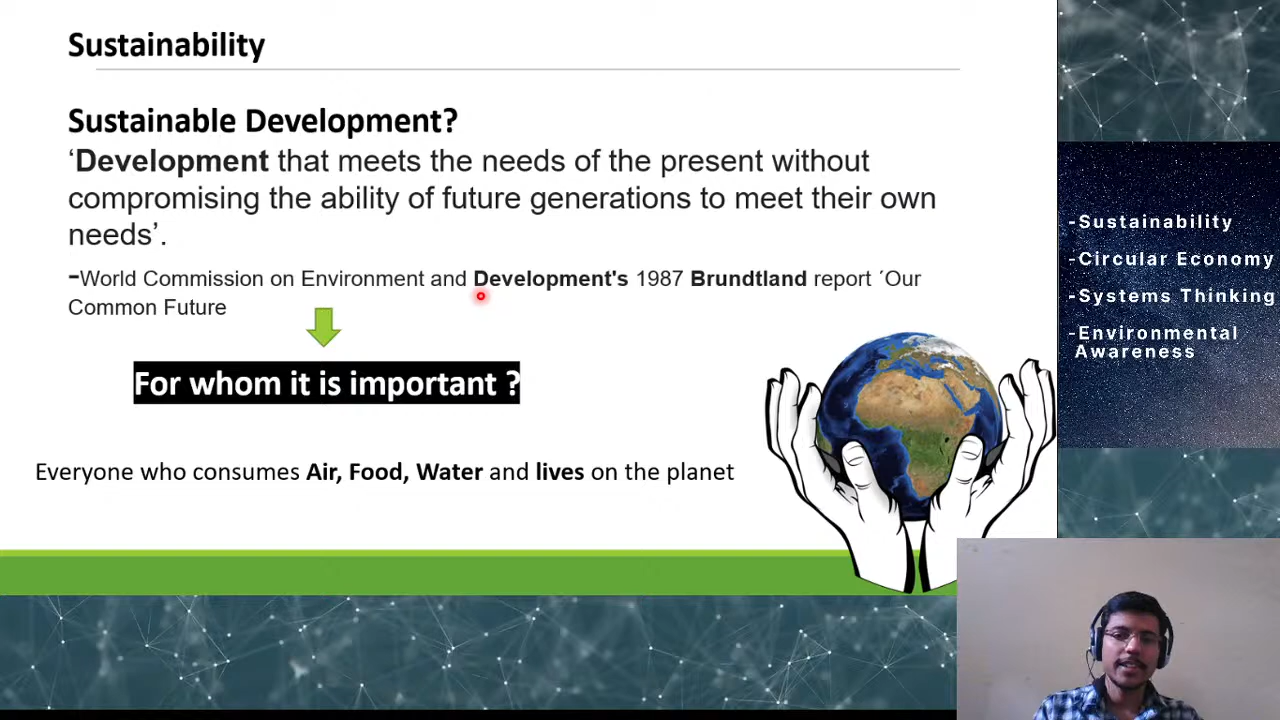 Sustainability
Sustainable Development?
‘Development that meets the needs of the present without
compromising the ability of future generations to meet their own
needs’.
-World Commission on Environment and Development's 1987 Brundtland report ´Our
Common Future
For whom it is important ?
Everyone who consumes Air, Food, Water and lives on the planet
-Sustainability
-Circular Economy
-Systems Thinking
-Environmental
Awareness